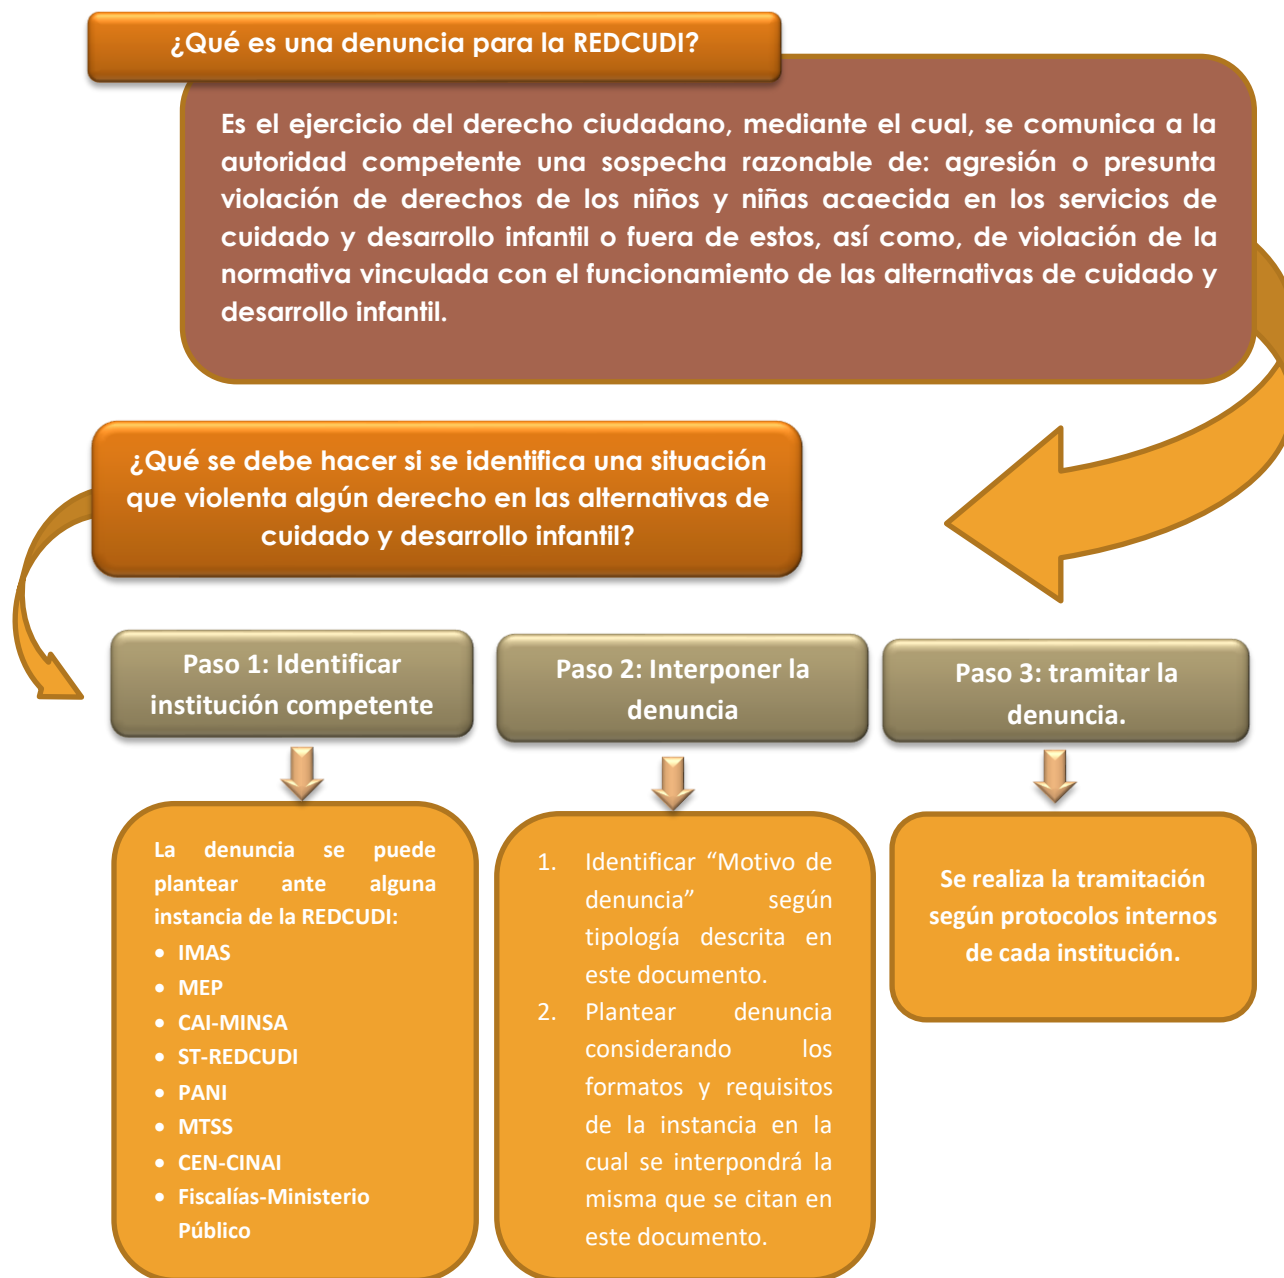 ¿Qué es una denuncia para la REDCUDI?
Es el ejercicio del derecho ciudadano, mediante el cual, se comunica a la
autoridad competente una sospecha razonable de: agresión o presunta
violación de derechos de los niños y niñas acaecida en los servicios de
cuidado y desarrollo infantil o fuera de estos, así como, de violación de la
normativa vinculada con el funcionamiento de las alternativas de cuidado y
desarrollo infantil.
¿Qué se debe hacer si se identifica una situación
que violenta algún derecho en las alternativas de
cuidado y desarrollo infantil?
Paso 1: Identificar
institución competente
La denuncia se puede
plantear ante alguna
instancia de la REDCUDI:
• IMAS
• MEP
• CAI-MINSA
• ST-REDCUDI
• PANI
• MTSS
• CEN-CINAI
• Fiscalías-Ministerio
Público
Paso 2: Interponer la
denuncia
1. Identificar “Motivo de
denuncia” según
tipología descrita en
este documento.
2. Plantear denuncia
considerando los
formatos y requisitos
de la instancia en la
cual se interpondrá la
misma que se citan en
este documento.
Paso 3: tramitar la
denuncia.
Se realiza la tramitación
según protocolos internos
de cada institución.